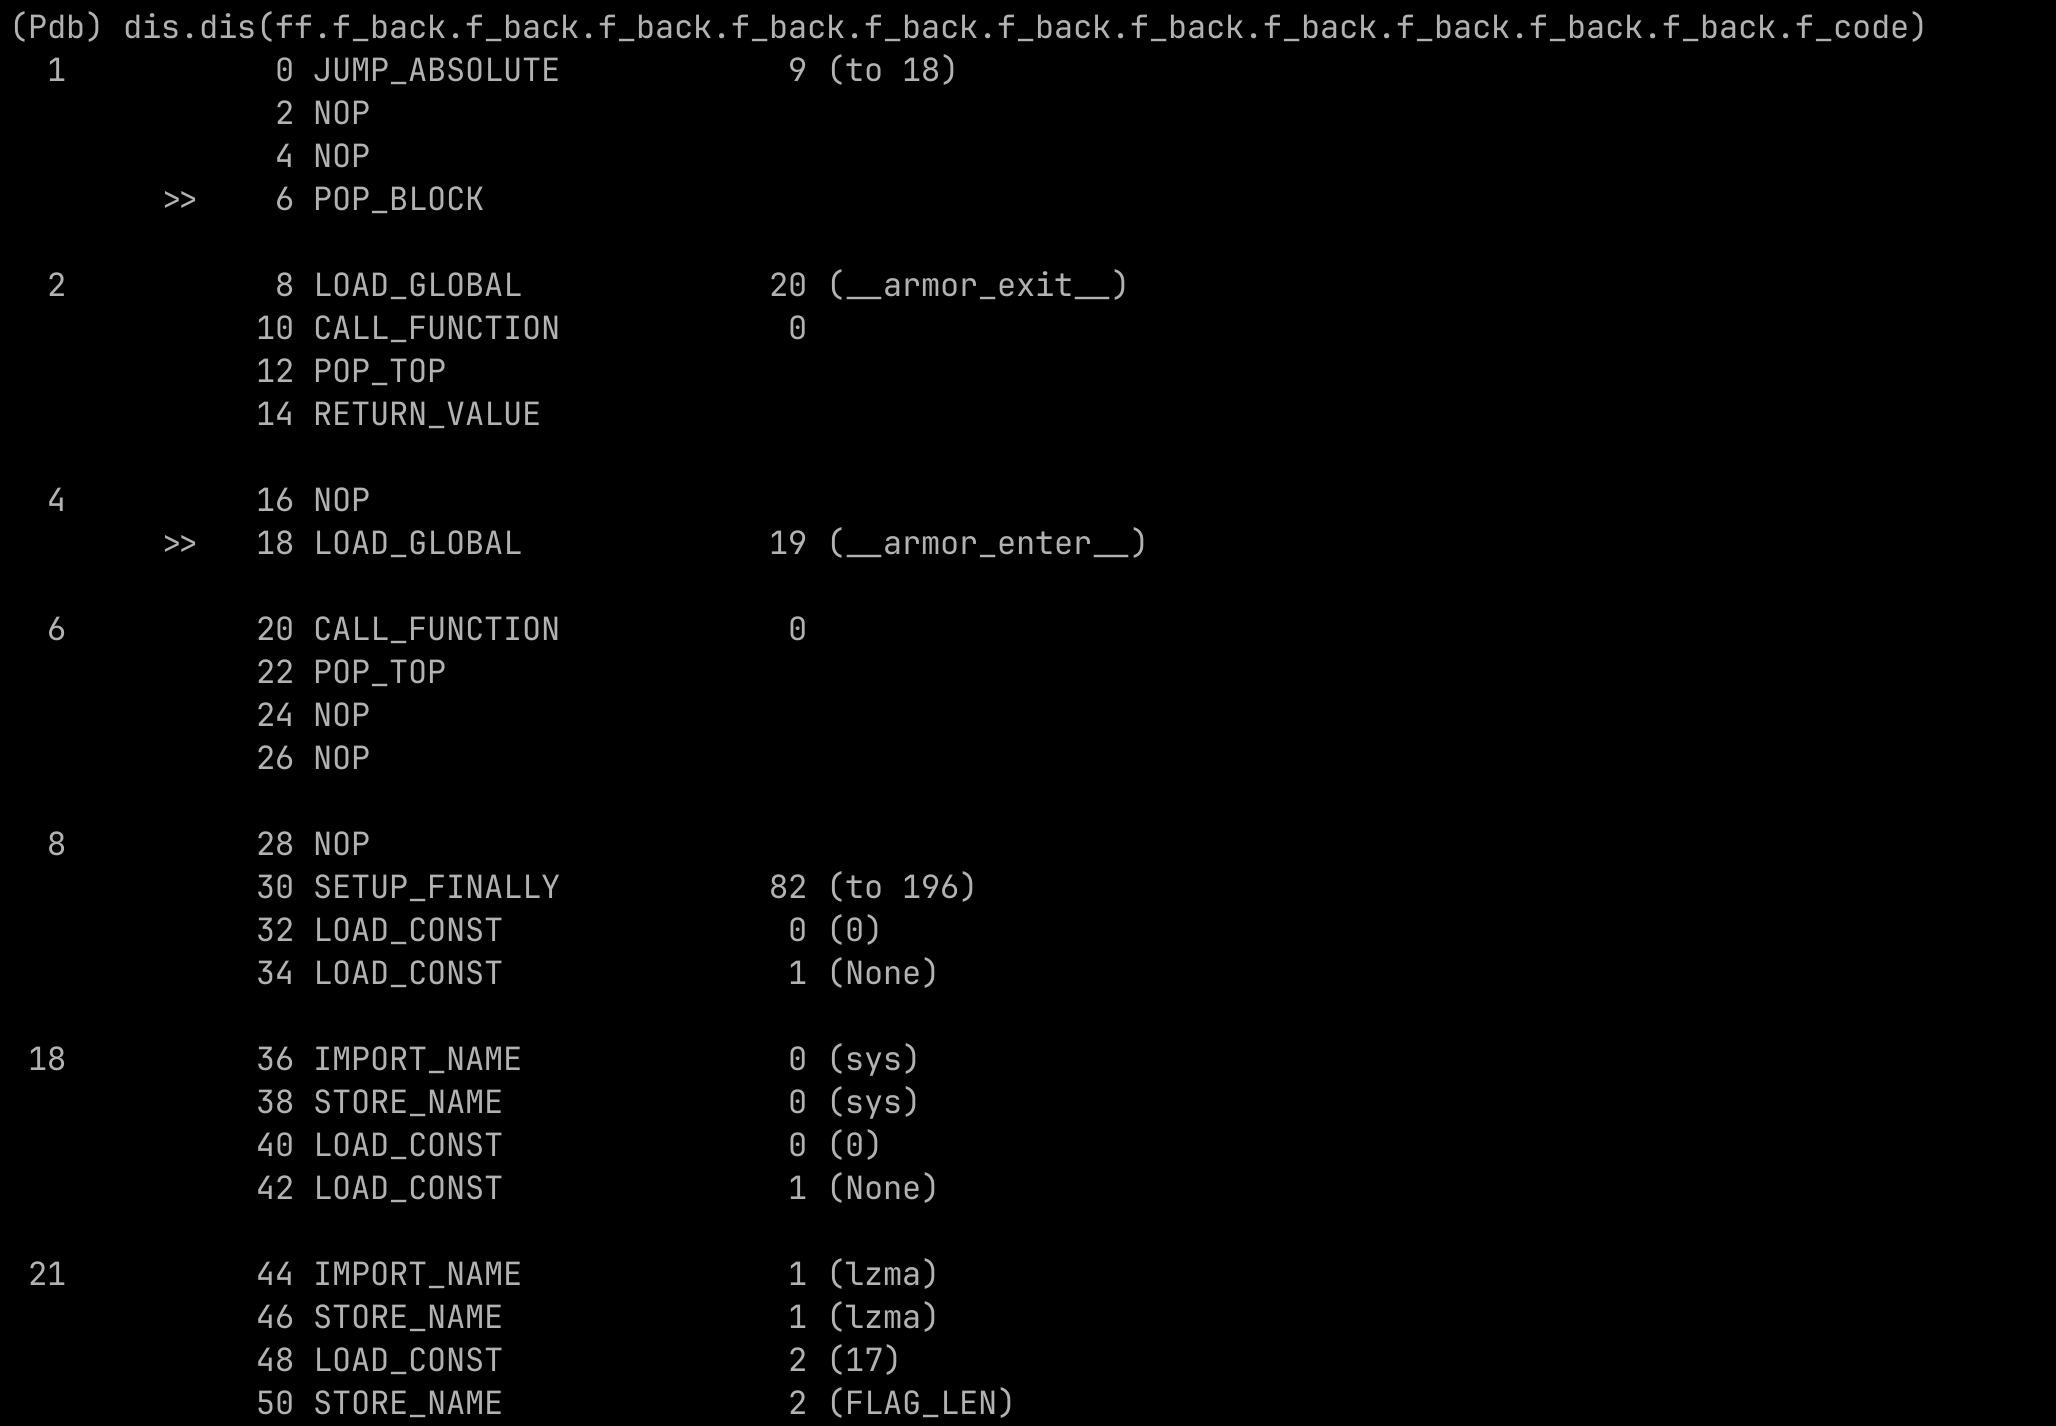 (Pdb) dis.dis(ff.f_back.f_back.f_back.f_back.f_back.f_back.f_back.f_back.f_back.f_back.f_back.f_code)
1 0 JUMP_ABSOLUTE 9 (to 18)
2 NOP
4 NOP
>> 6 POP_BLOCK
2 8 LOAD_GLOBAL 20 (__armor_exit__)
10 CALL_FUNCTION 0
12 POP_TOP
14 RETURN_VALUE
4 16 NOP
>> 18 LOAD_GLOBAL 19 (__armor_enter__)
6 20 CALL_FUNCTION 0
22 POP_TOP
24 NOP
26 NOP
8 28 NOP
30 SETUP_FINALLY 82 (to 196)
32 LOAD_CONST 0 (0)
34 LOAD_CONST 1 (None)
18 36 IMPORT_NAME 0 (sys)
38 STORE_NAME 0 (sys)
40 LOAD_CONST 0 (0)
42 LOAD_CONST 1 (None)
21 44 IMPORT_NAME 1 (lzma)
46 STORE_NAME 1 (lzma)
48 LOAD_CONST 2 (17)
50 STORE_NAME 2 (FLAG_LEN)